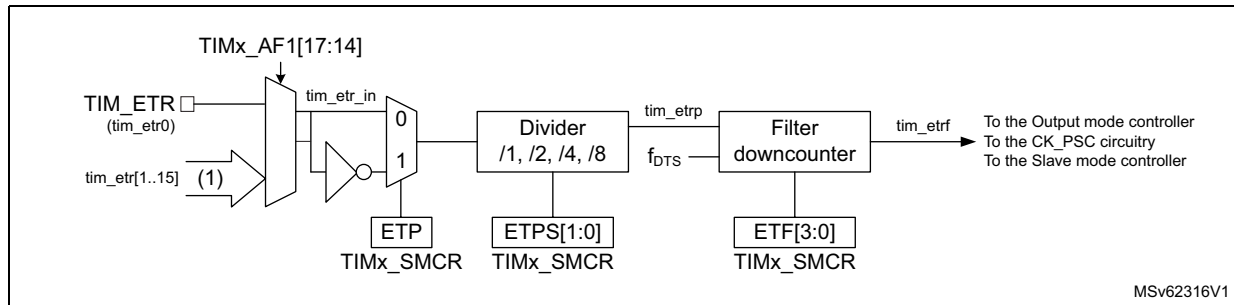 TIMx_AF1[17:14]
TIM_ETR
(tim_etr0)
tim_etr[1..15]
(1)
tim_etr_in
0
1
ETP
TIMx_SMCR
Divider
/1, /2, /4, /8
ETPS[1:0]
TIMx_SMCR
tim_etrp
fDTS
Filter
downcounter
ETF[3:0]
TIMx_SMCR
tim_etrf
To the Output mode controller
To the CK_PSC circuitry
To the Slave mode controller
MSv62316V1